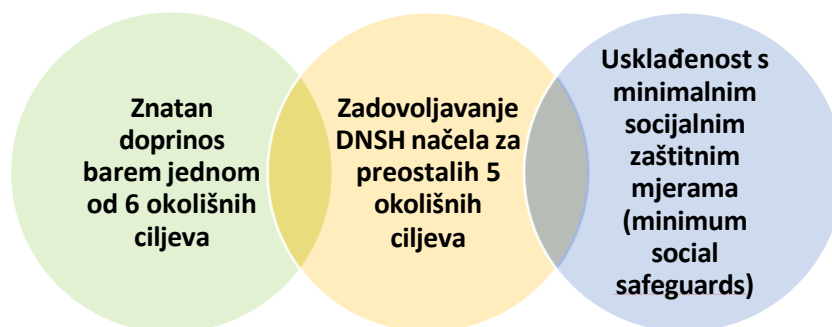 Znatan
doprinos
barem jednom
od 6 okolišnih
ciljeva
Zadovoljavanje
DNSH načela za
preostalih 5
okolišnih
ciljeva
Usklađenost s
minimalnim
socijalnim
zaštitnim
mjerama
(minimum
social
safeguards)